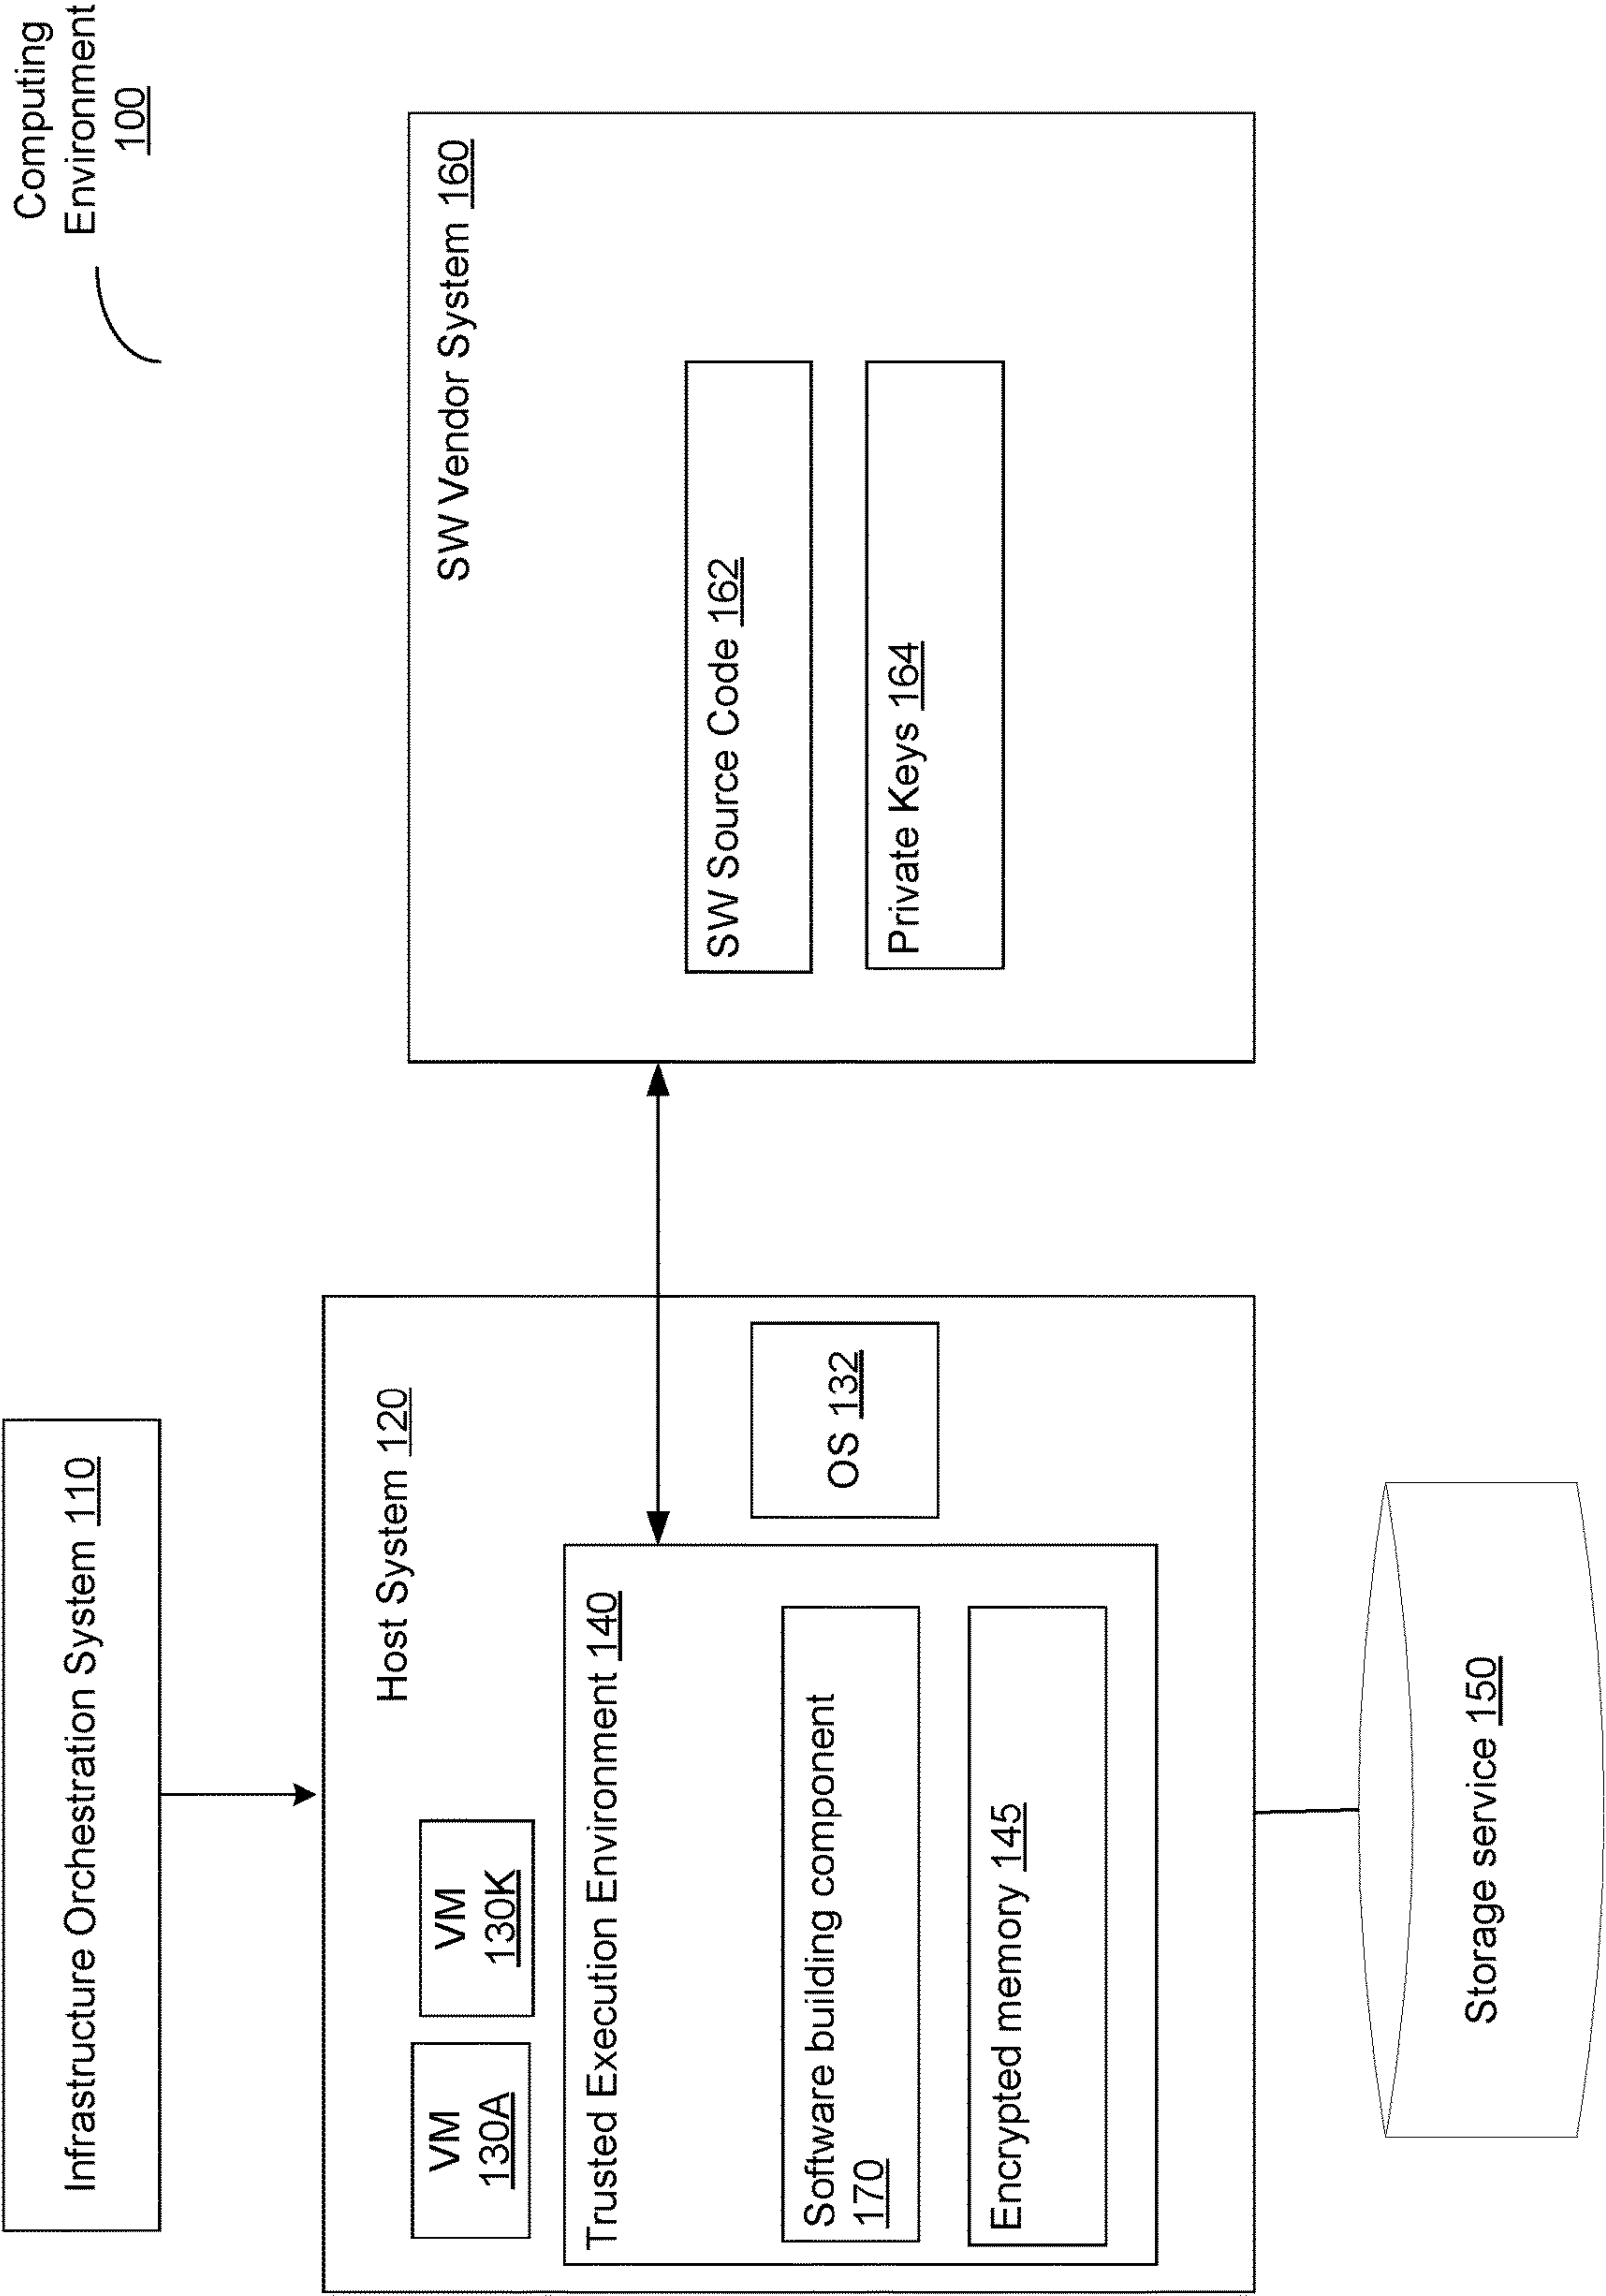 Computing
Environment
100
Infrastructure Orchestration System 110
Host System 120
VM
130A
VM
130K
Trusted Execution Environment 140
Software building component
170
Encrypted memory 145
OS 132
SW Vendor System 160
SW Source Code 162
Private Keys 164
Storage service 150